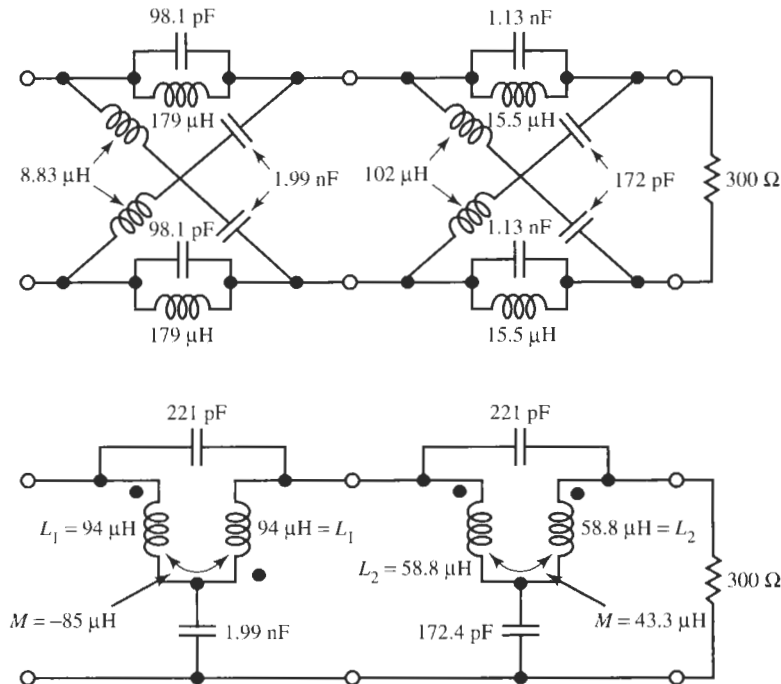 98.1 pF
1.13 nF
179 µH
15.5 µH
8.83 µH
1.99 nF
102 µH
172 pF
300 Ω
98.1 pF
1.13 nF
179 µH
15.5 µH
221 pF
221 pF
L1 = 94 µH
94 µH = L1
58.8 µH = L2
L2 = 58.8 µH
300 Ω
M = −85 µH
1.99 nF
172.4 pF
M = 43.3 µH